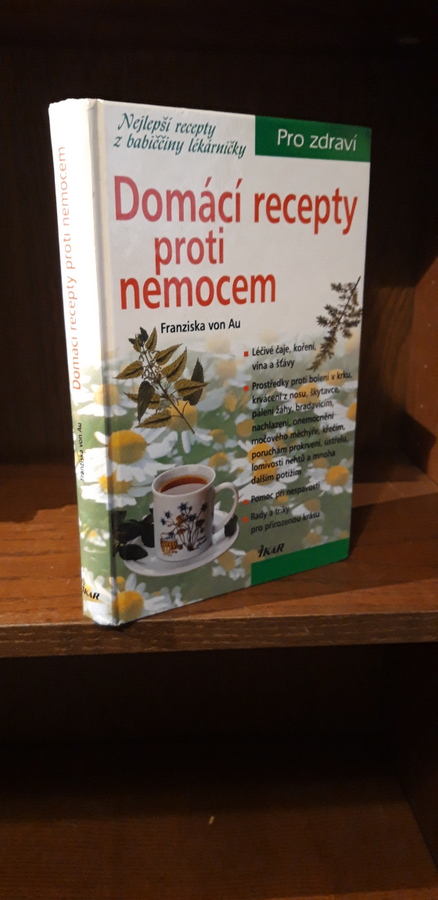 Nejlepší recepty
z babiččiny lékárničky
Pro zdraví
Domácí recepty
proti
nemocem
Franziska von Au
Léčivé čaje, koření,
vína a šťávy
Prostředky proti bolení v krku,
krvácení z nosu, škytavce,
pálení žáhy, bradavicím,
nachlazení, onemocnění
močového měchýře, křečím,
poruchám prokrvení, ústřelu,
lomivosti nehtů a mnoha
dalším potížím
Pomoc při nespavosti
Rady a triky
pro přirozenou krásu
IKAR
Domácí recepty proti nemocem
Franziska von Au
IKAR